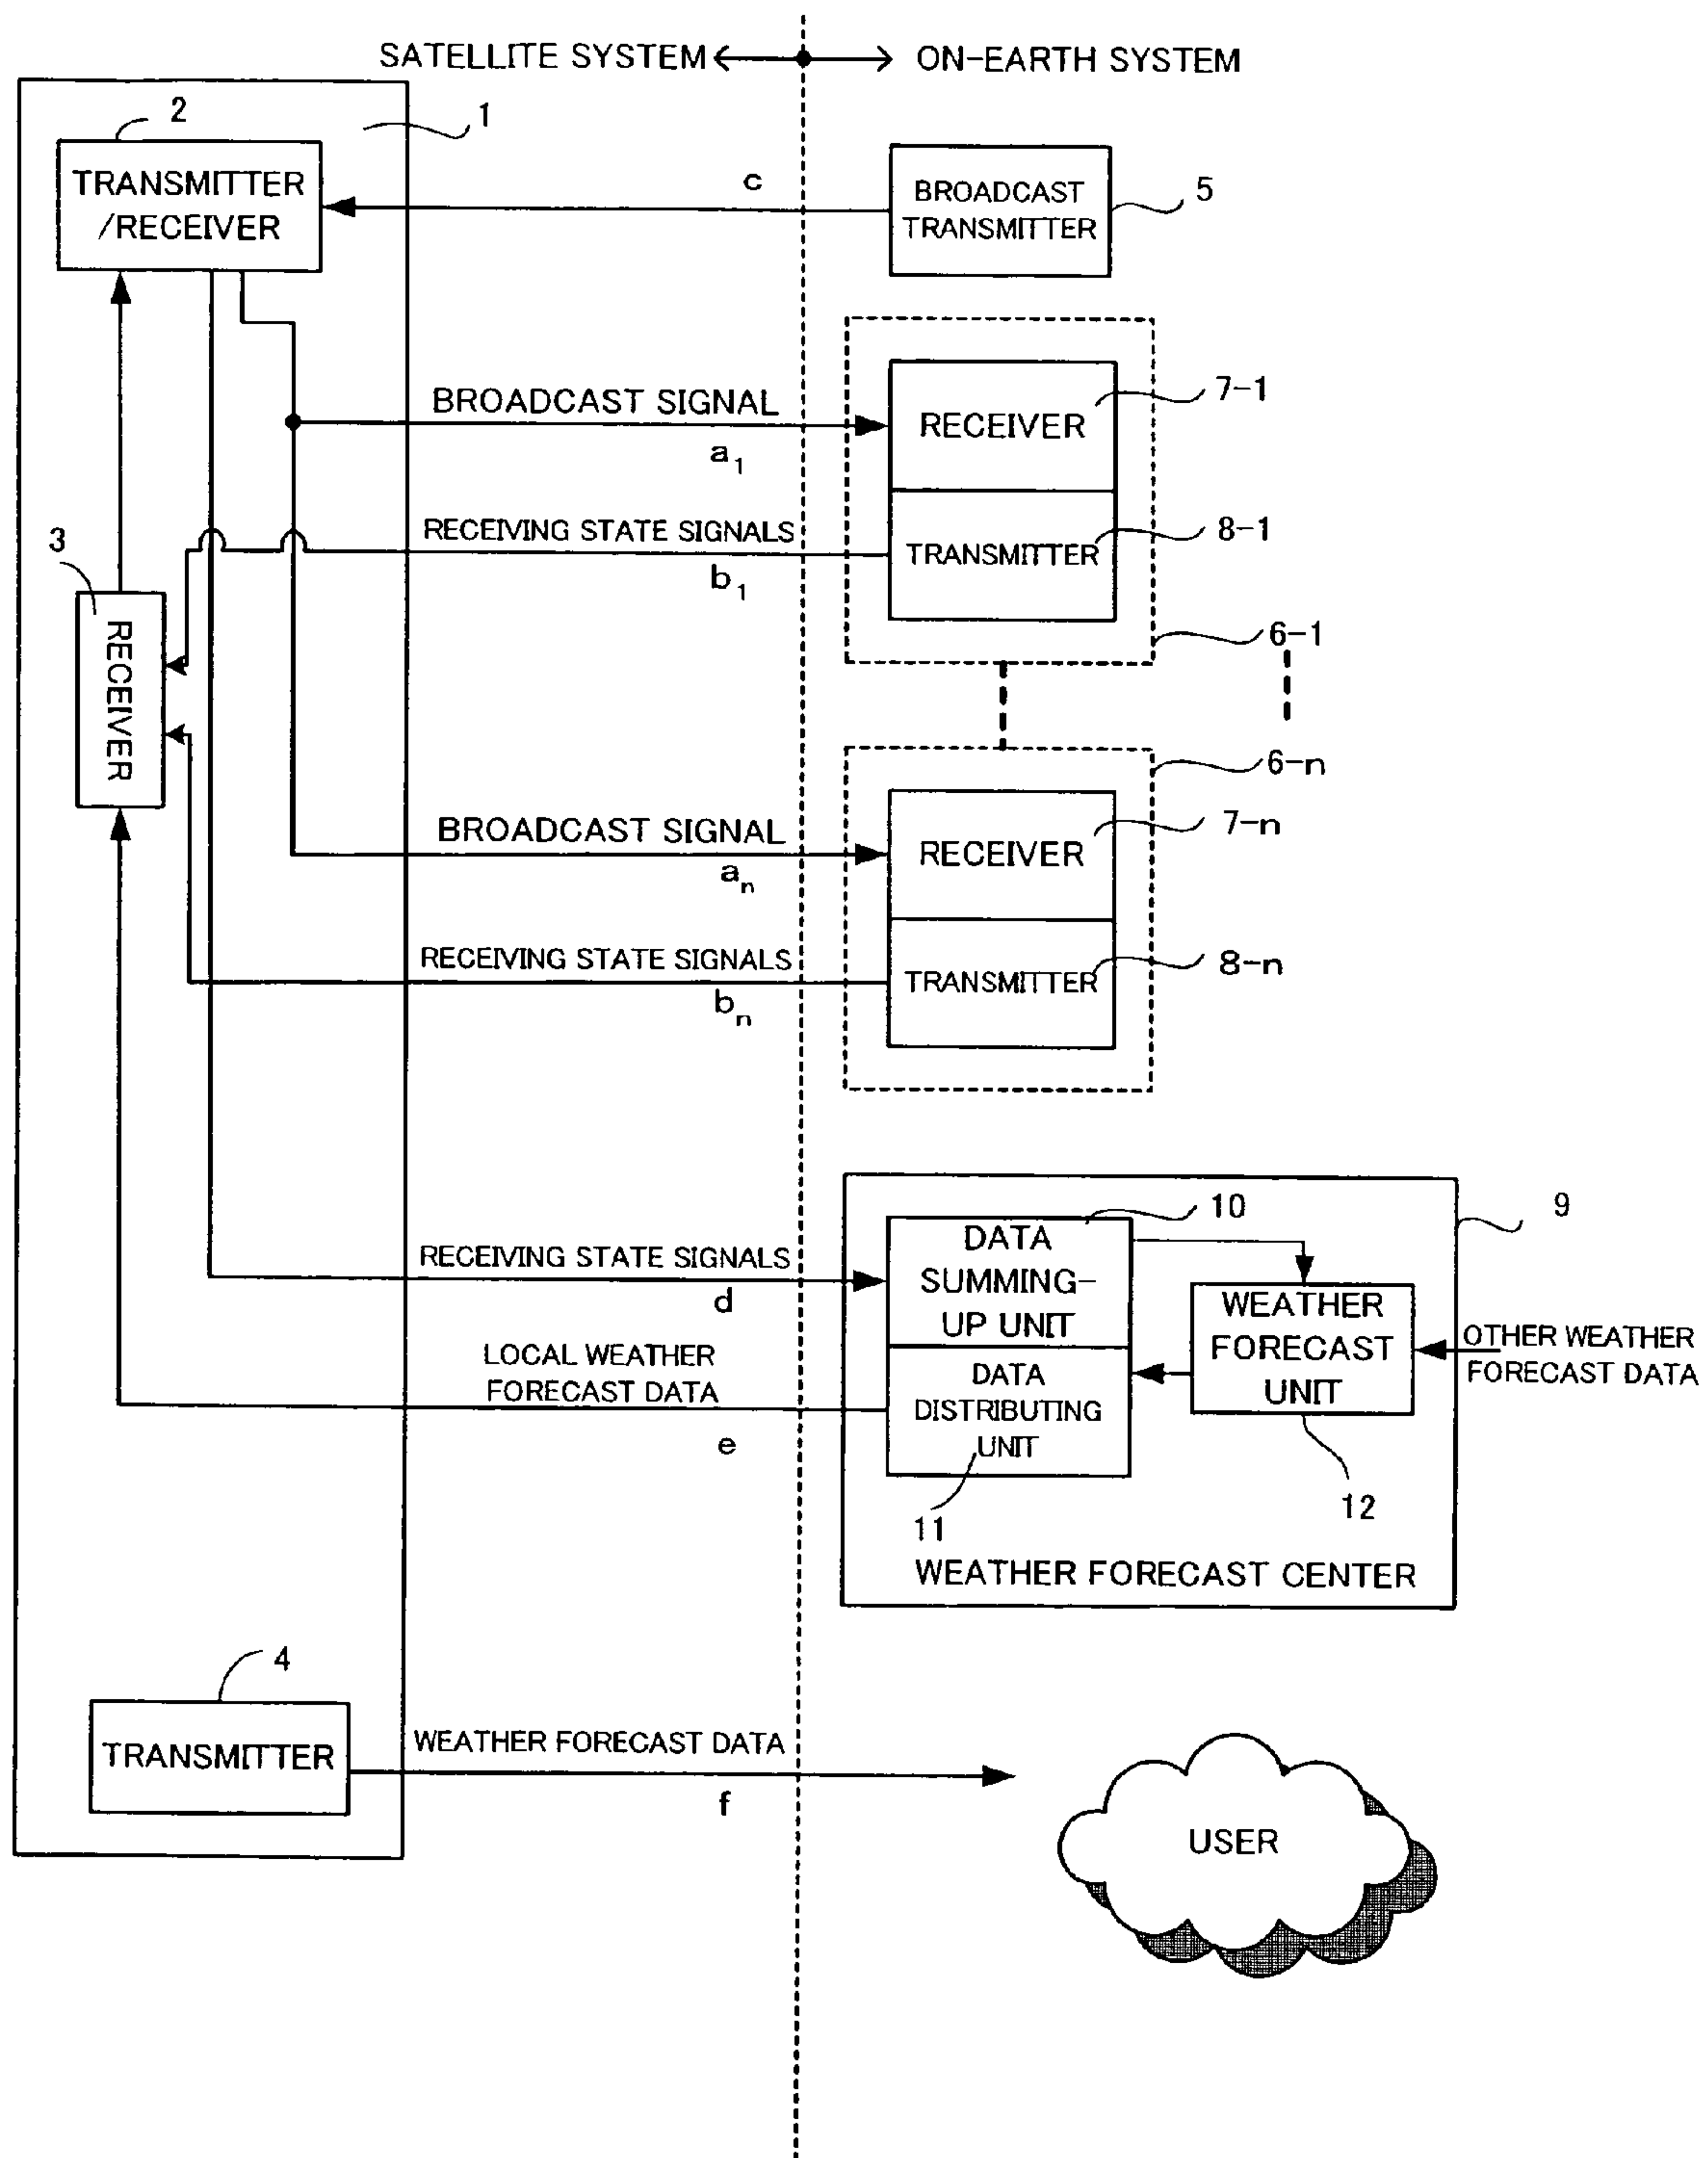 SATELLITE SYSTEM
ON-EARTH SYSTEM
2
1
TRANSMITTER
/RECEIVER
c
BROADCAST
TRANSMITTER
5
BROADCAST SIGNAL
a1
RECEIVER
7-1
RECEIVING STATE SIGNALS
b1
TRANSMITTER
8-1
3
RECEIVER
6-1
6-n
BROADCAST SIGNAL
an
RECEIVER
7-n
RECEIVING STATE SIGNALS
bn
TRANSMITTER
8-n
10
9
RECEIVING STATE SIGNALS
d
DATA
SUMMING-
UP UNIT
WEATHER
FORECAST
UNIT
OTHER WEATHER
FORECAST DATA
LOCAL WEATHER
FORECAST DATA
e
DATA
DISTRIBUTING
UNIT
11
12
WEATHER FORECAST CENTER
4
TRANSMITTER
WEATHER FORECAST DATA
f
USER